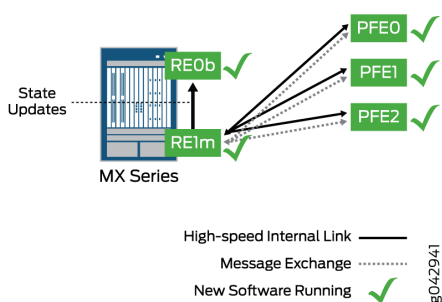 PFE0
RE0b
State
Updates
PFE1
PFE2
RE1m
MX Series
High-speed Internal Link
Message Exchange
New Software Running
g042941